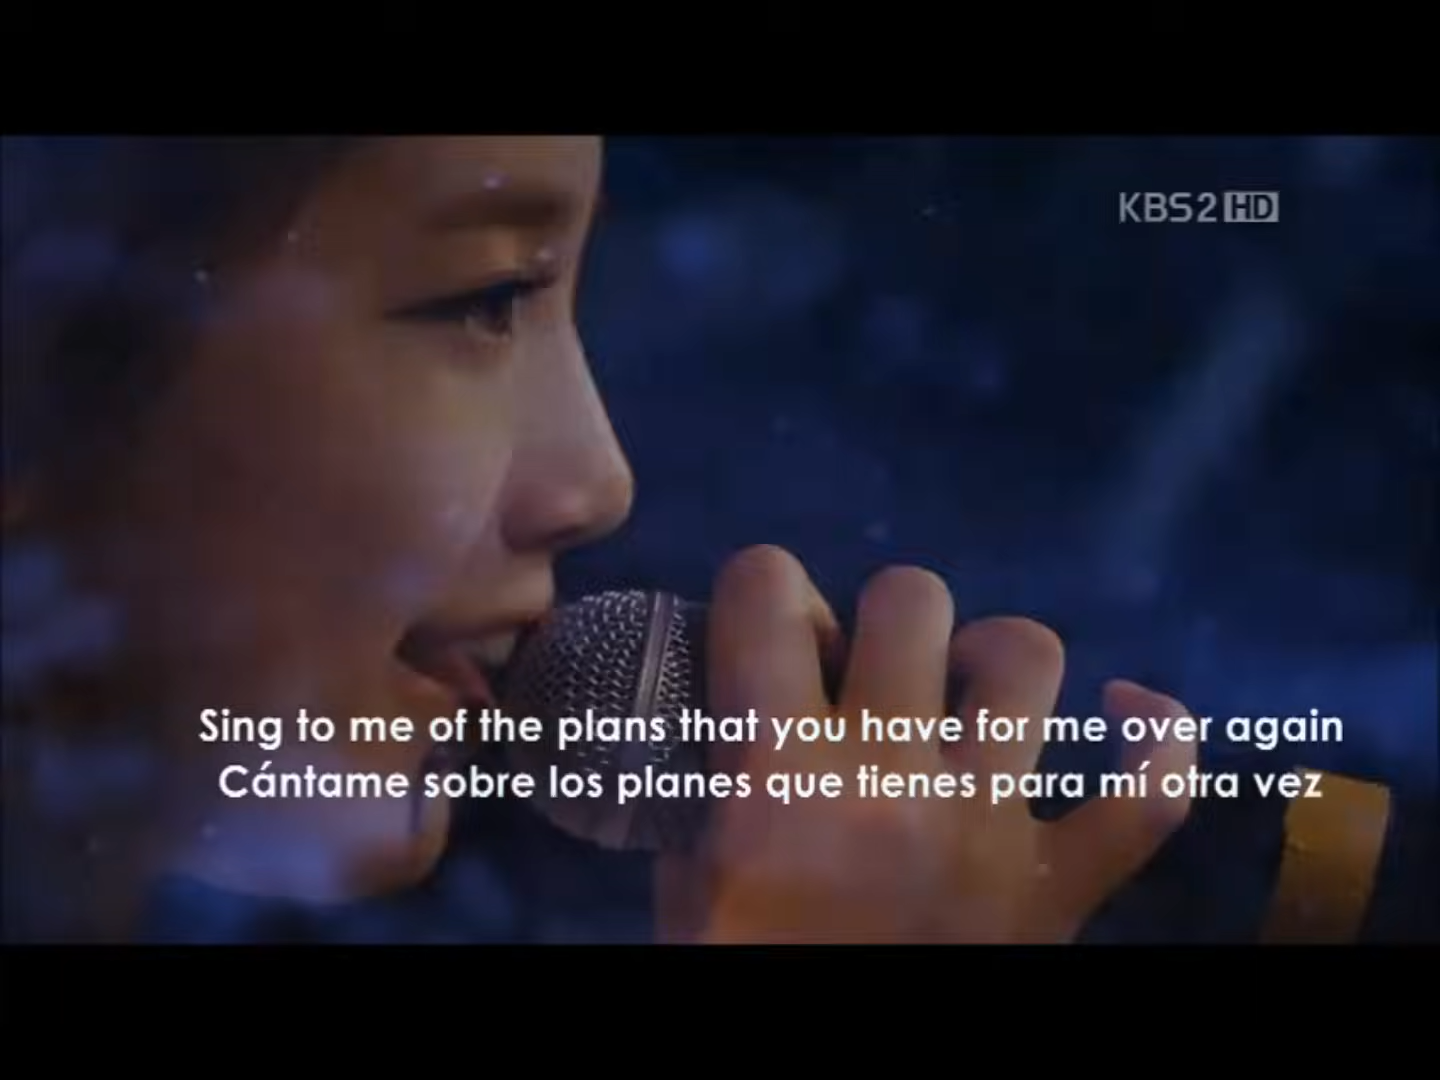 KBS2 HD
Sing to me of the plans that you have for me over again
Cántame sobre los planes que tienes para mí otra vez